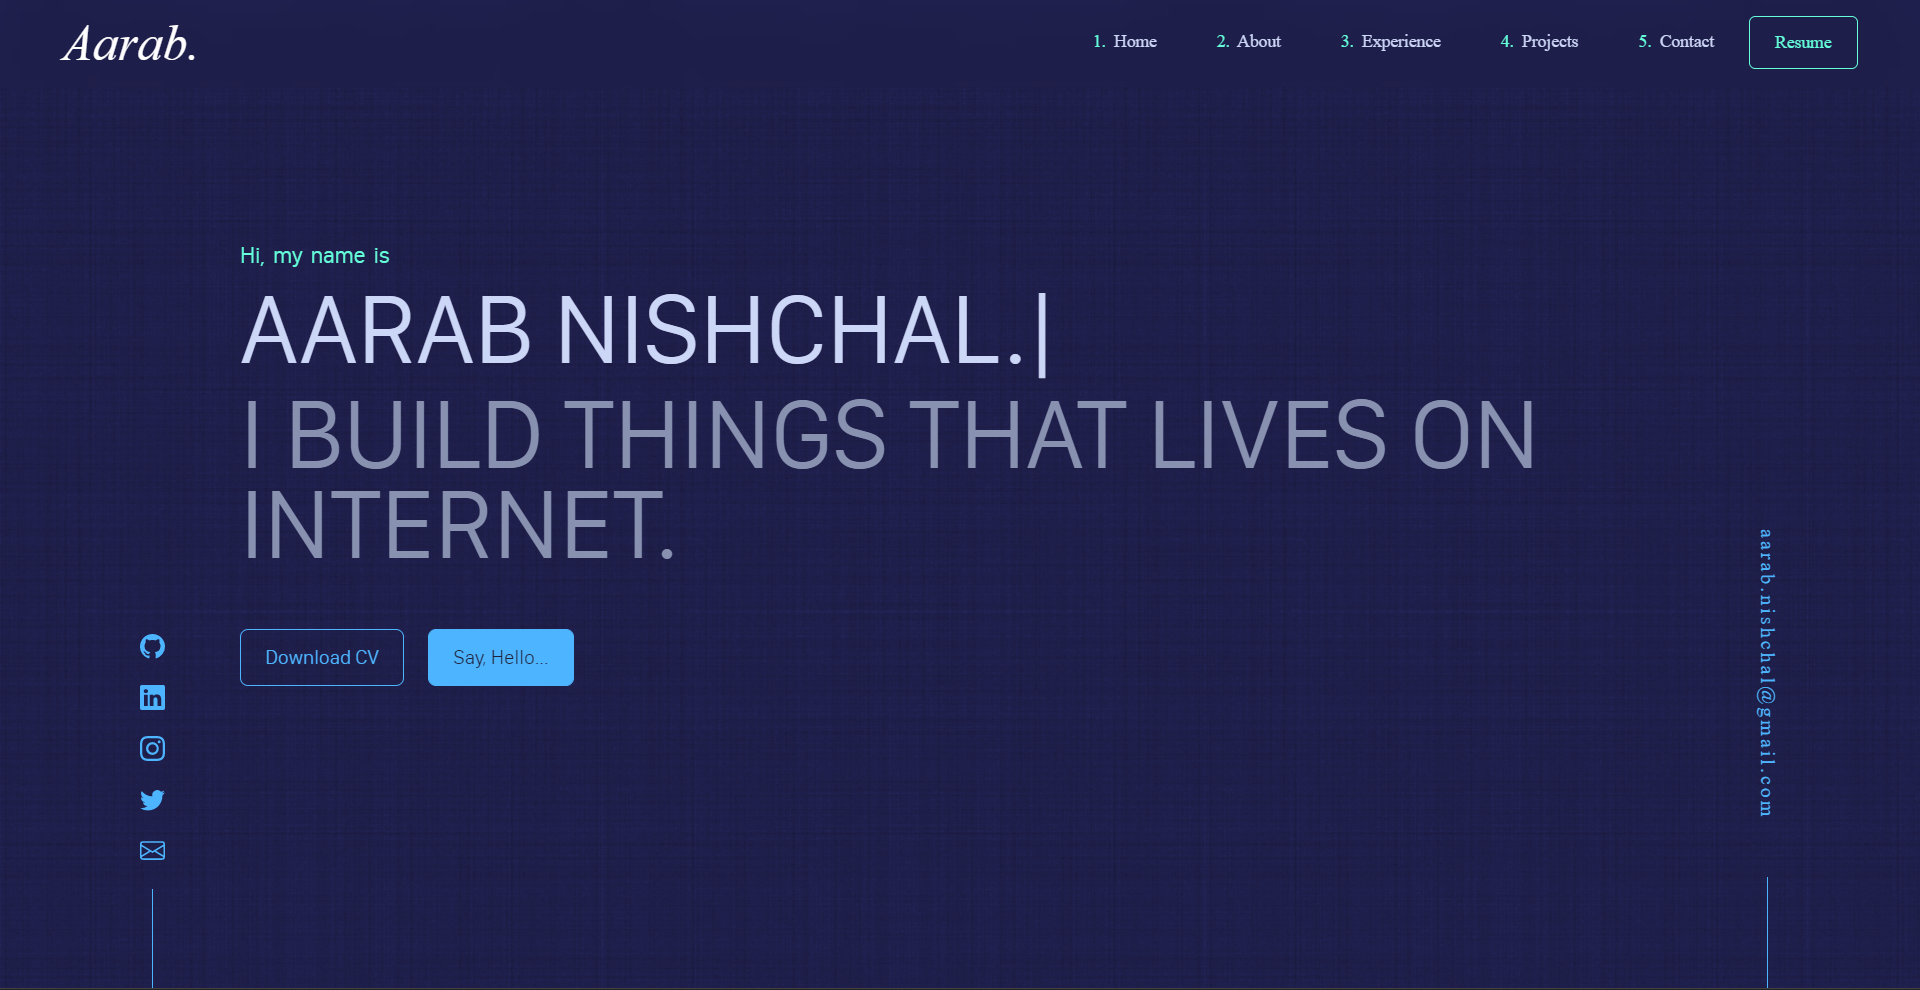 Aarab.
1. Home 2. About 3. Experience 4. Projects 5. Contact Resume
Hi, my name is
AARAB NISHCHAL.|
I BUILD THINGS THAT LIVES ON
INTERNET.
Download CV Say, Hello...
aarab.nishchal@gmail.com